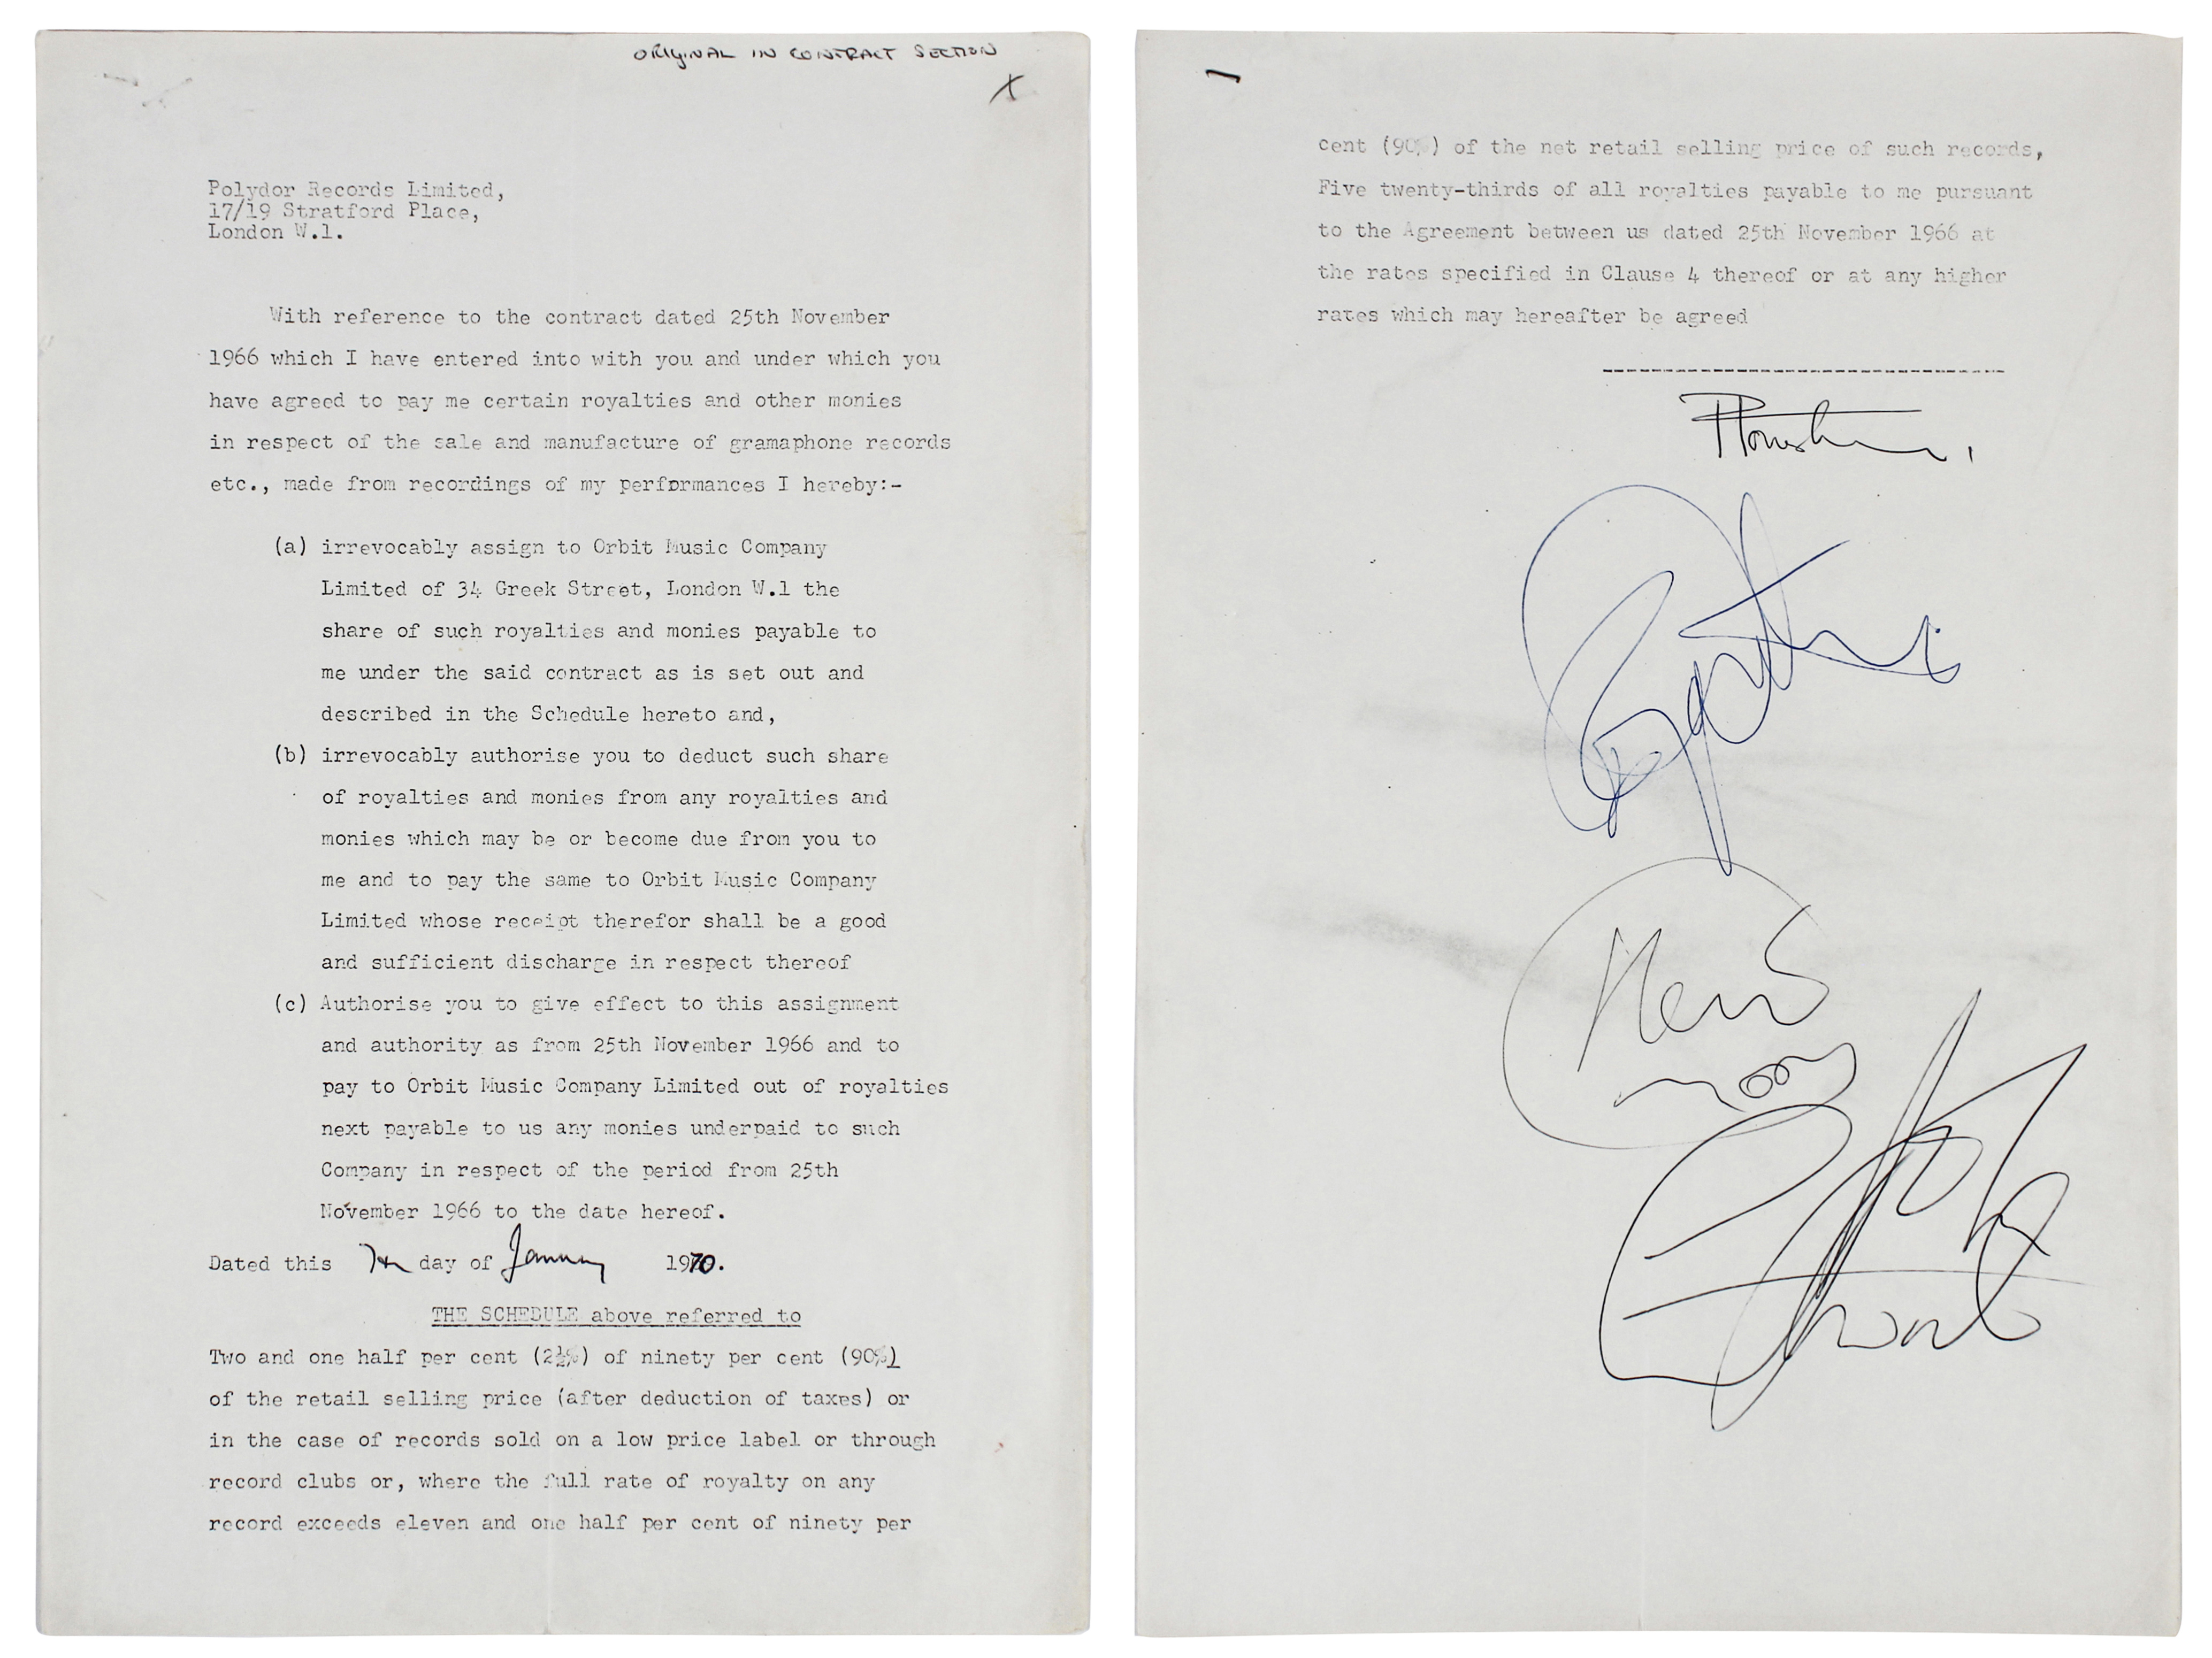 ORIGINAL IN CONTRACT SECTION
X
Polydor Records Limited,
17/19 Stratford Place,
London W.1.
With reference to the contract dated 25th November
1966 which I have entered into with you and under which you
have agreed to pay me certain royalties and other monies
in respect of the sale and manufacture of gramaphone records
etc., made from recordings of my performances I hereby:-
(a) irrevocably assign to Orbit Music Company
Limited of 34 Greek Street, London W.1 the
share of such royalties and monies payable to
me under the said contract as is set out and
described in the Schedule hereto and,
(b) irrevocably authorise you to deduct such share
of royalties and monies from any royalties and
monies which may be or become due from you to
me and to pay the same to Orbit Music Company
Limited whose receipt therefor shall be a good
and sufficient discharge in respect thereof
(c) Authorise you to give effect to this assignment
and authority as from 25th November 1966 and to
pay to Orbit Music Company Limited out of royalties
next payable to us any monies underpaid to such
Company in respect of the period from 25th
November 1966 to the date hereof.
Dated this 7th day of January 1970.
THE SCHEDULE above referred to
Two and one half per cent (2½%) of ninety per cent (90%)
of the retail selling price (after deduction of taxes) or
in the case of records sold on a low price label or through
record clubs or, where the full rate of royalty on any
record exceeds eleven and one half per cent of ninety per
cent (90%) of the net retail selling price of such records,
Five twenty-thirds of all royalties payable to me pursuant
to the Agreement between us dated 25th November 1966 at
the rates specified in Clause 4 thereof or at any higher
rates which may hereafter be agreed
Keith
Moon